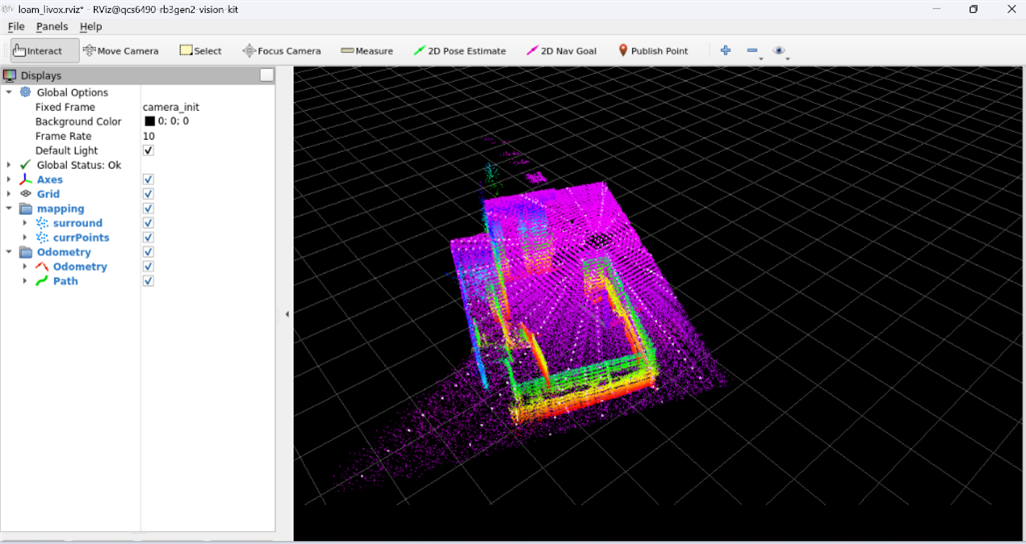 loam_livox.rviz* - RViz@qcs6490-rb3gen2-vision-kit
File Panels Help
Interact Move Camera Select Focus Camera Measure 2D Pose Estimate 2D Nav Goal Publish Point
Displays
Global Options
Fixed Frame camera_init
Background Color 0; 0; 0
Frame Rate 10
Default Light
Global Status: Ok
Axes
Grid
mapping
surround
currPoints
Odometry
Odometry
Path